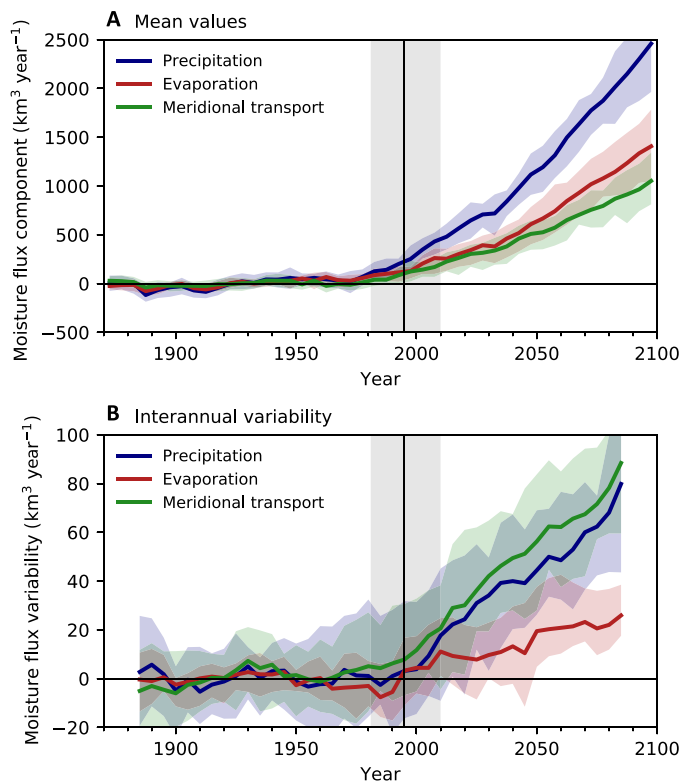 A Mean values
Moisture flux component (km³ year⁻¹)
2500
2000
1500
1000
500
0
−500
Precipitation
Evaporation
Meridional transport
1900
1950
2000
2050
2100
Year
B Interannual variability
Moisture flux variability (km³ year⁻¹)
100
80
60
40
20
0
−20
Precipitation
Evaporation
Meridional transport
1900
1950
2000
2050
2100
Year